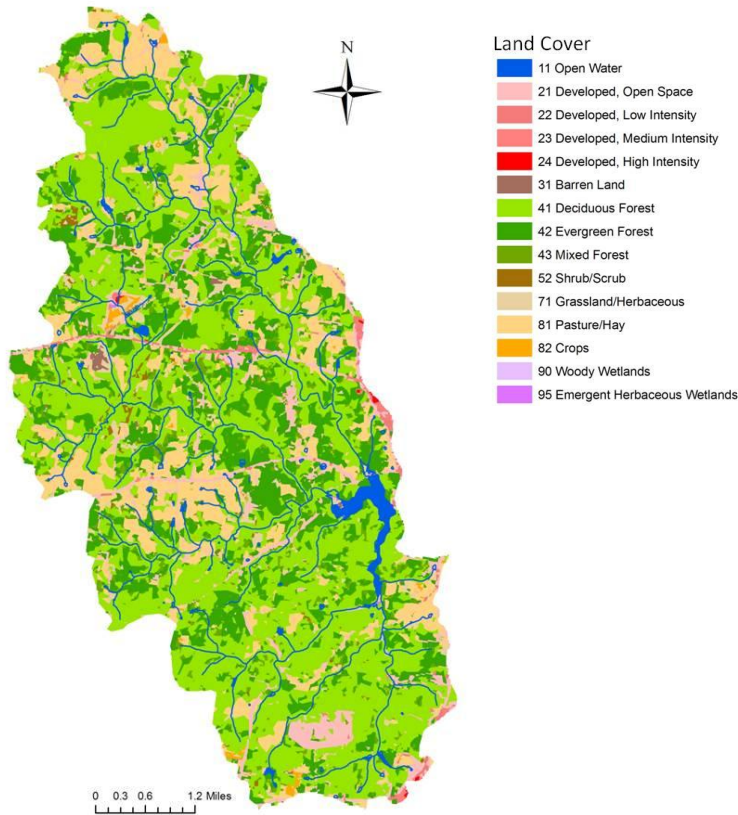 N
Land Cover
11 Open Water
21 Developed, Open Space
22 Developed, Low Intensity
23 Developed, Medium Intensity
24 Developed, High Intensity
31 Barren Land
41 Deciduous Forest
42 Evergreen Forest
43 Mixed Forest
52 Shrub/Scrub
71 Grassland/Herbaceous
81 Pasture/Hay
82 Crops
90 Woody Wetlands
95 Emergent Herbaceous Wetlands
0 0.3 0.6 1.2 Miles